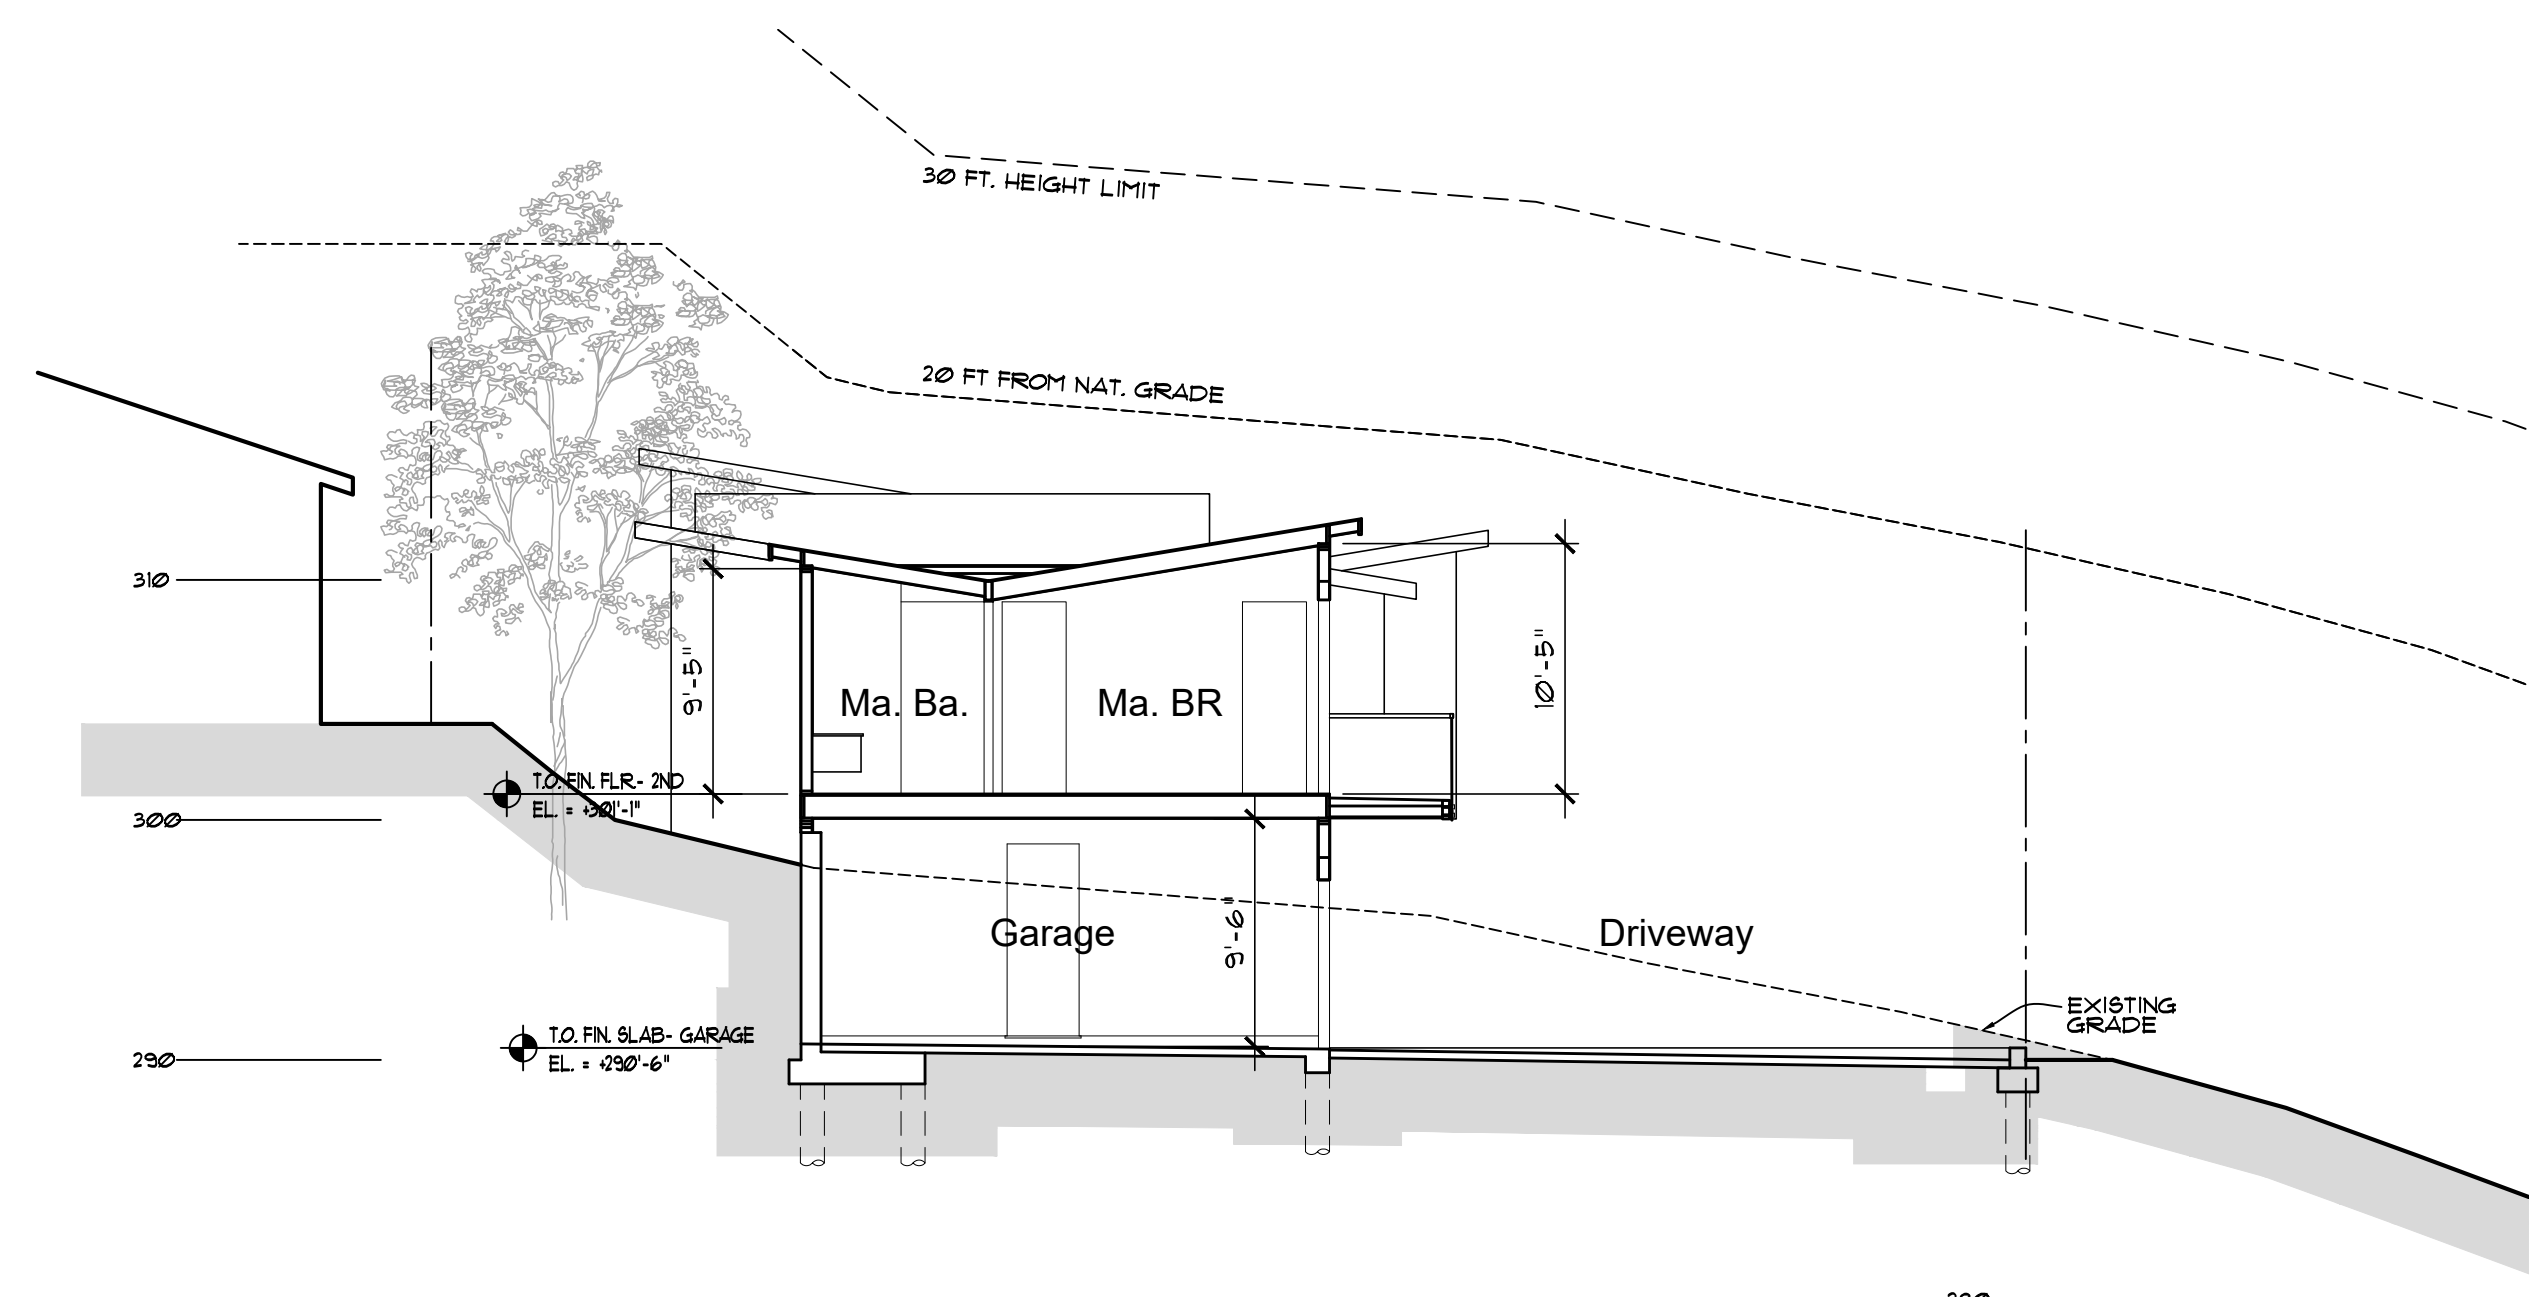 30 FT. HEIGHT LIMIT
20 FT FROM NAT. GRADE
310
9'-5"
10'-5"
Ma. Ba.
Ma. BR
T.O. FIN. FLR.- 2ND
EL. = +301'-1"
300
Garage
9'-6"
Driveway
EXISTING
GRADE
T.O. FIN. SLAB- GARAGE
EL. = +290'-6"
290